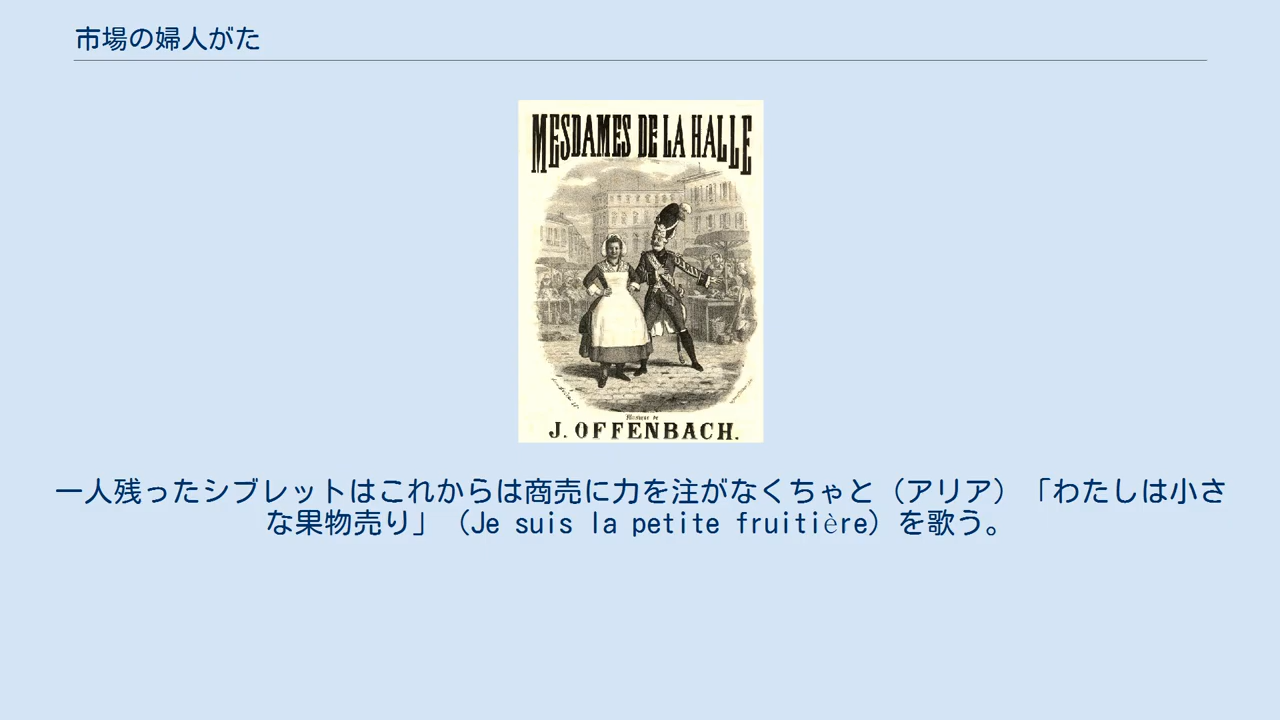 市場の婦人がた
MESDAMES DE LA HALLE
J. OFFENBACH.
一人残ったシブレットはこれからは商売に力を注がなくちゃと（アリア）「わたしは小さ
な果物売り」（Je suis la petite fruitière）を歌う。